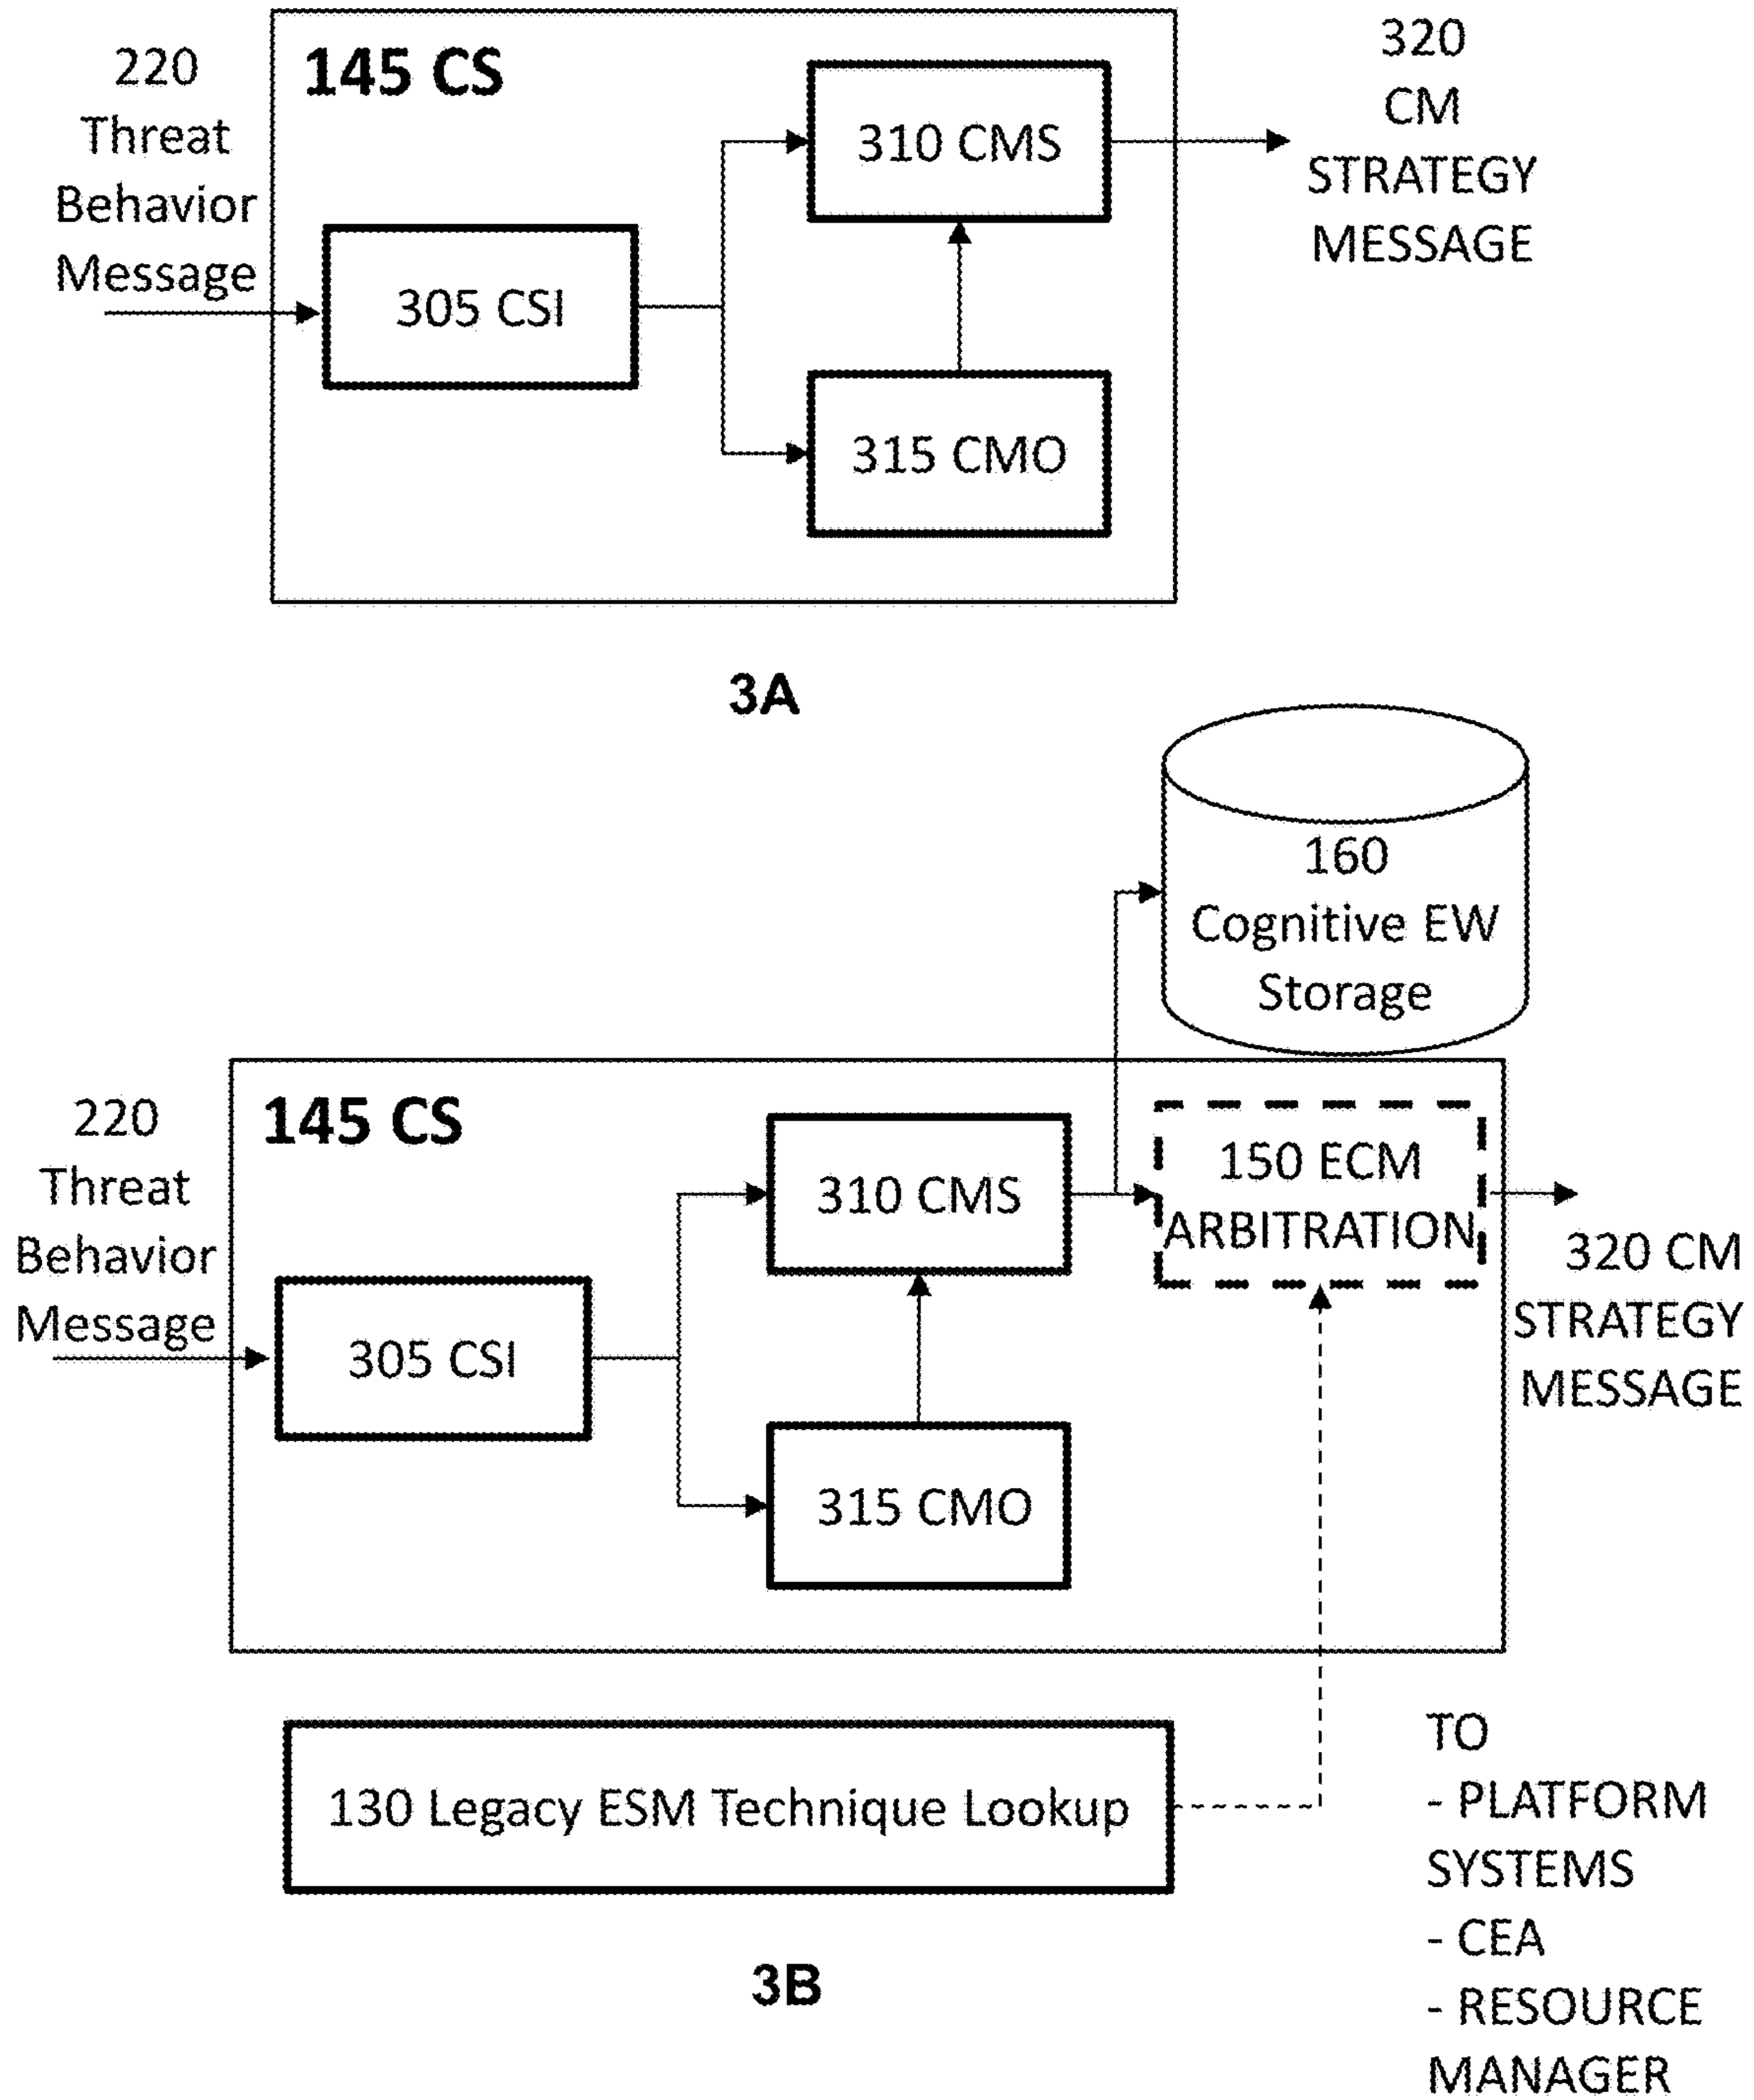 220
Threat
Behavior
Message
145 CS
305 CSI
310 CMS
315 CMO
320
CM
STRATEGY
MESSAGE
3A
160
Cognitive EW
Storage
220
Threat
Behavior
Message
145 CS
305 CSI
310 CMS
315 CMO
150 ECM
ARBITRATION
320 CM
STRATEGY
MESSAGE
130 Legacy ESM Technique Lookup
TO
- PLATFORM
SYSTEMS
- CEA
- RESOURCE
MANAGER
3B